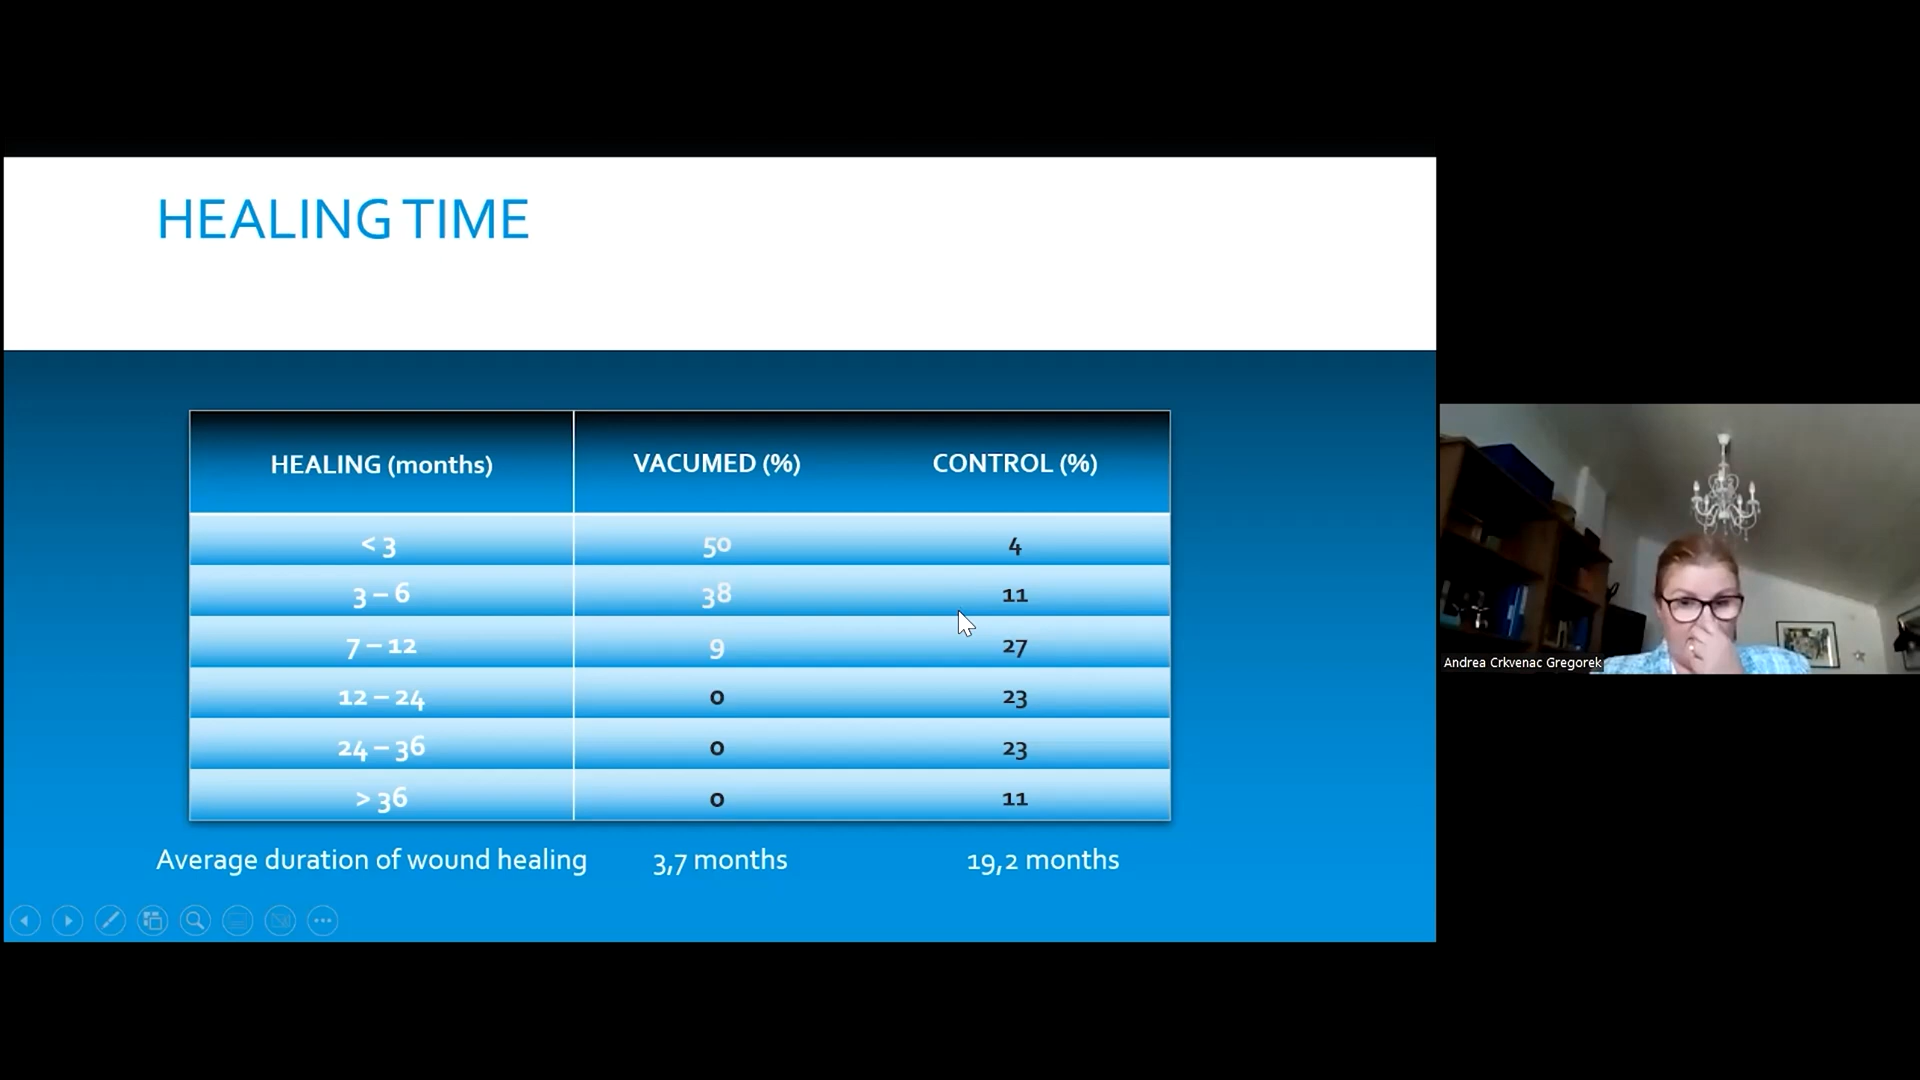 HEALING TIME
HEALING (months) VACUMED (%) CONTROL (%)
< 3 50 4
3 – 6 38 11
7 – 12 9 27
12 – 24 0 23
24 – 36 0 23
> 36 0 11
Average duration of wound healing 3,7 months 19,2 months
Andrea Crkvenac Gregorek